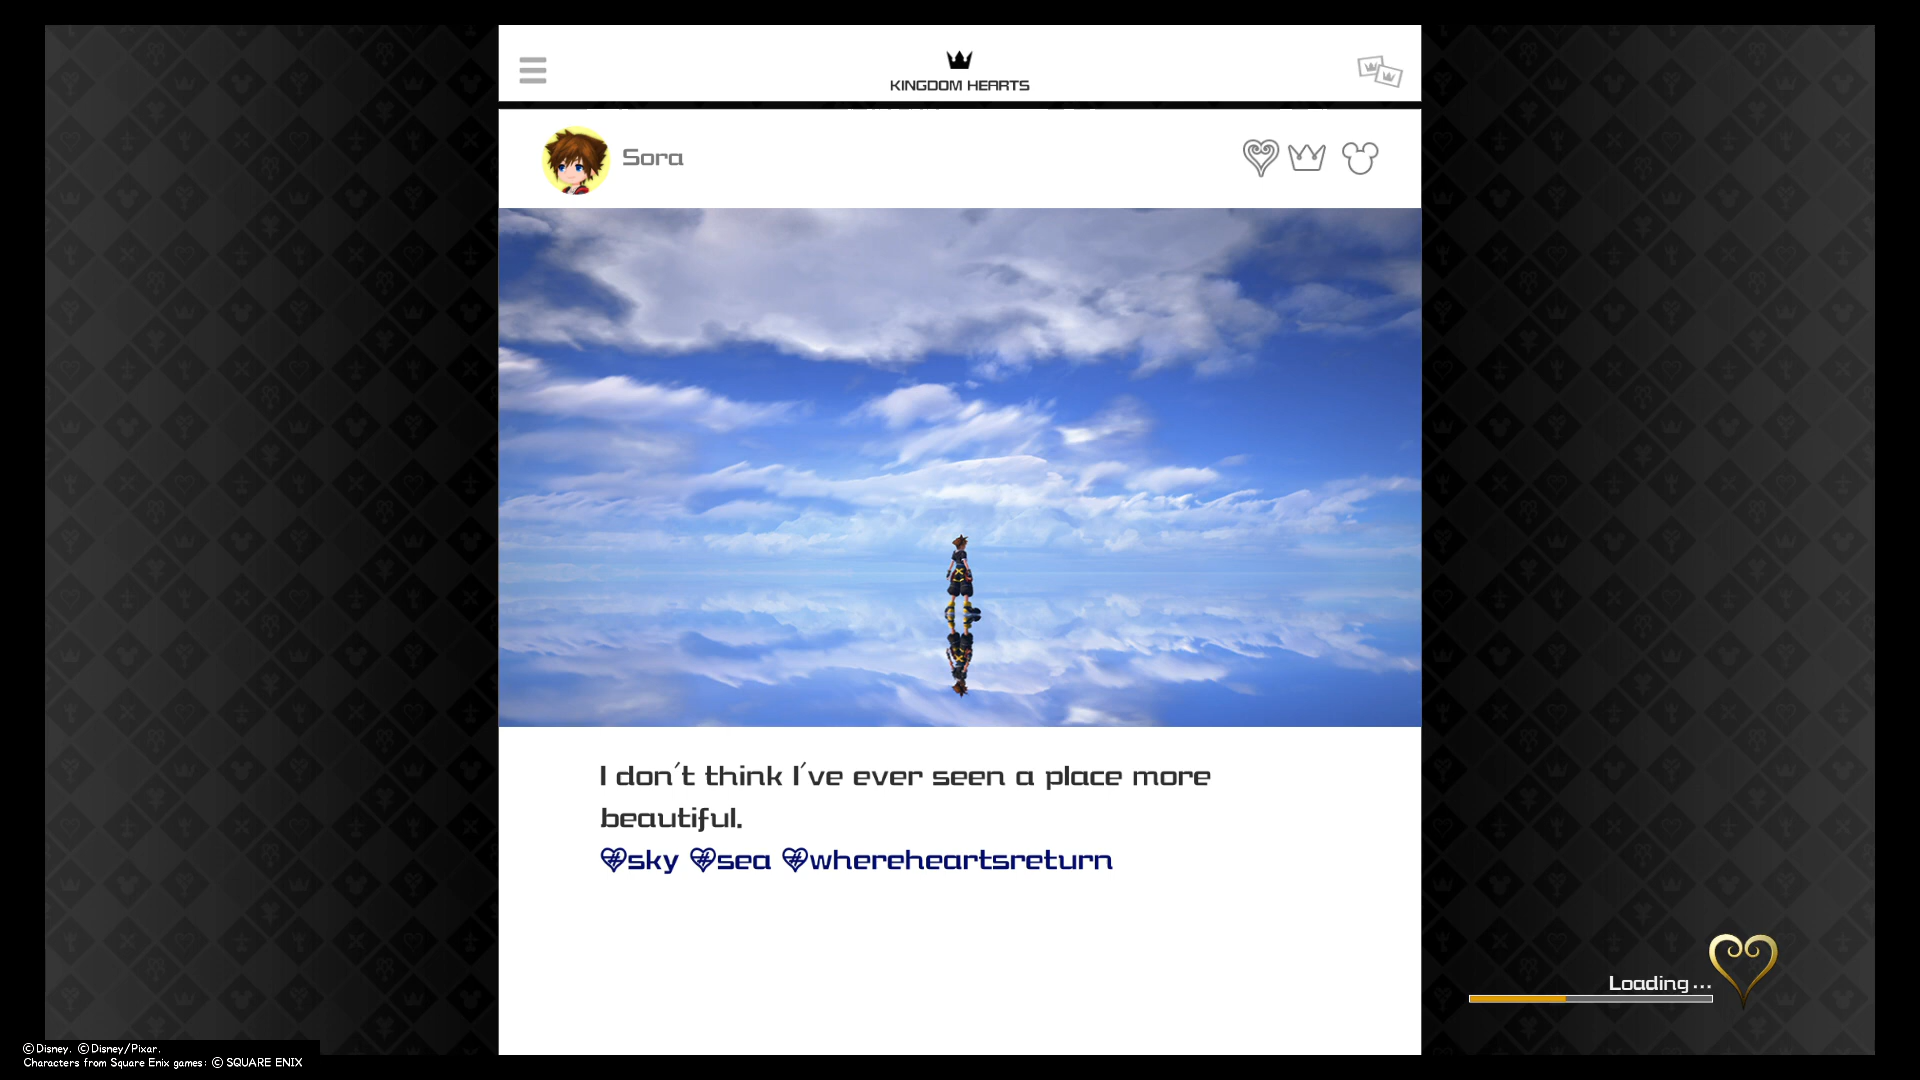 KINGDOM HEARTS
Sora
I don't think I've ever seen a place more
beautiful.
#sky #sea #whereheartsreturn
Loading...
©Disney. ©Disney/Pixar.
Characters from Square Enix games: © SQUARE ENIX